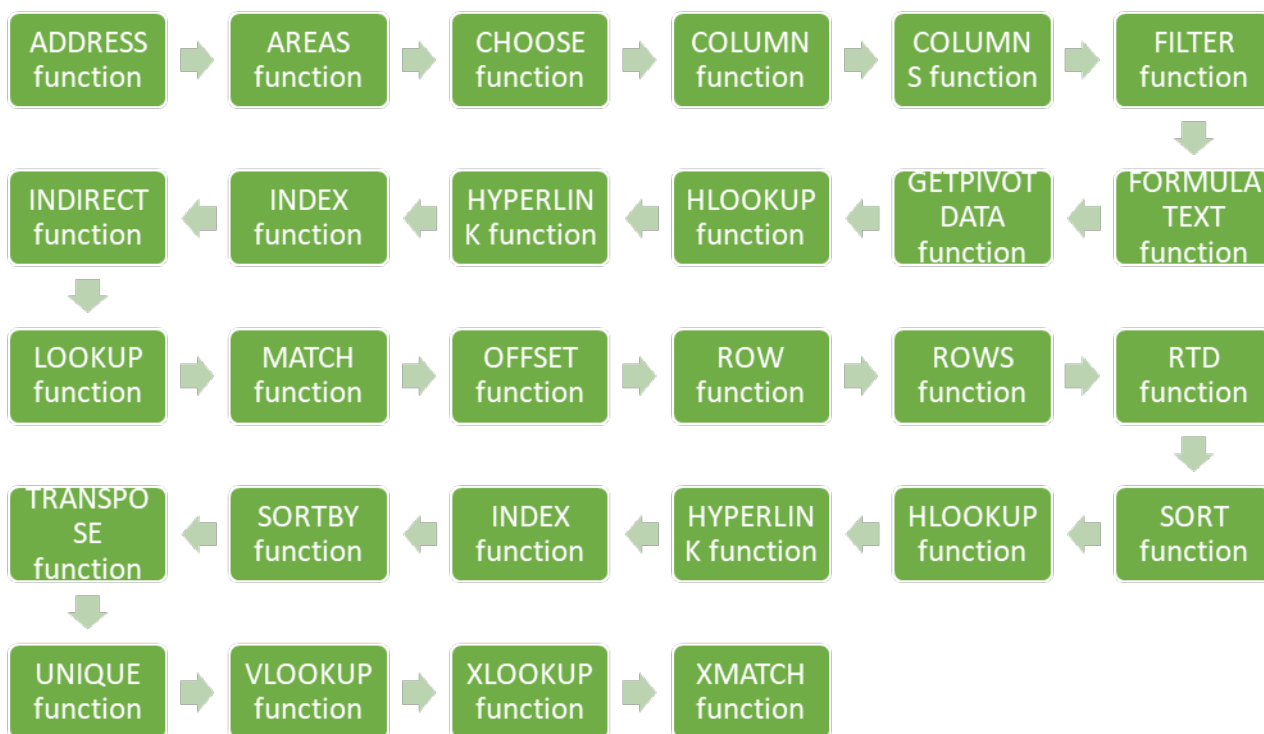 ADDRESS
function
AREAS
function
CHOOSE
function
COLUMN
function
COLUMN
S function
FILTER
function
FORMULA
TEXT
function
GETPIVOT
DATA
function
HLOOKUP
function
HYPERLIN
K function
INDEX
function
INDIRECT
function
LOOKUP
function
MATCH
function
OFFSET
function
ROW
function
ROWS
function
RTD
function
SORT
function
HLOOKUP
function
HYPERLIN
K function
INDEX
function
SORTBY
function
TRANSPO
SE
function
UNIQUE
function
VLOOKUP
function
XLOOKUP
function
XMATCH
function